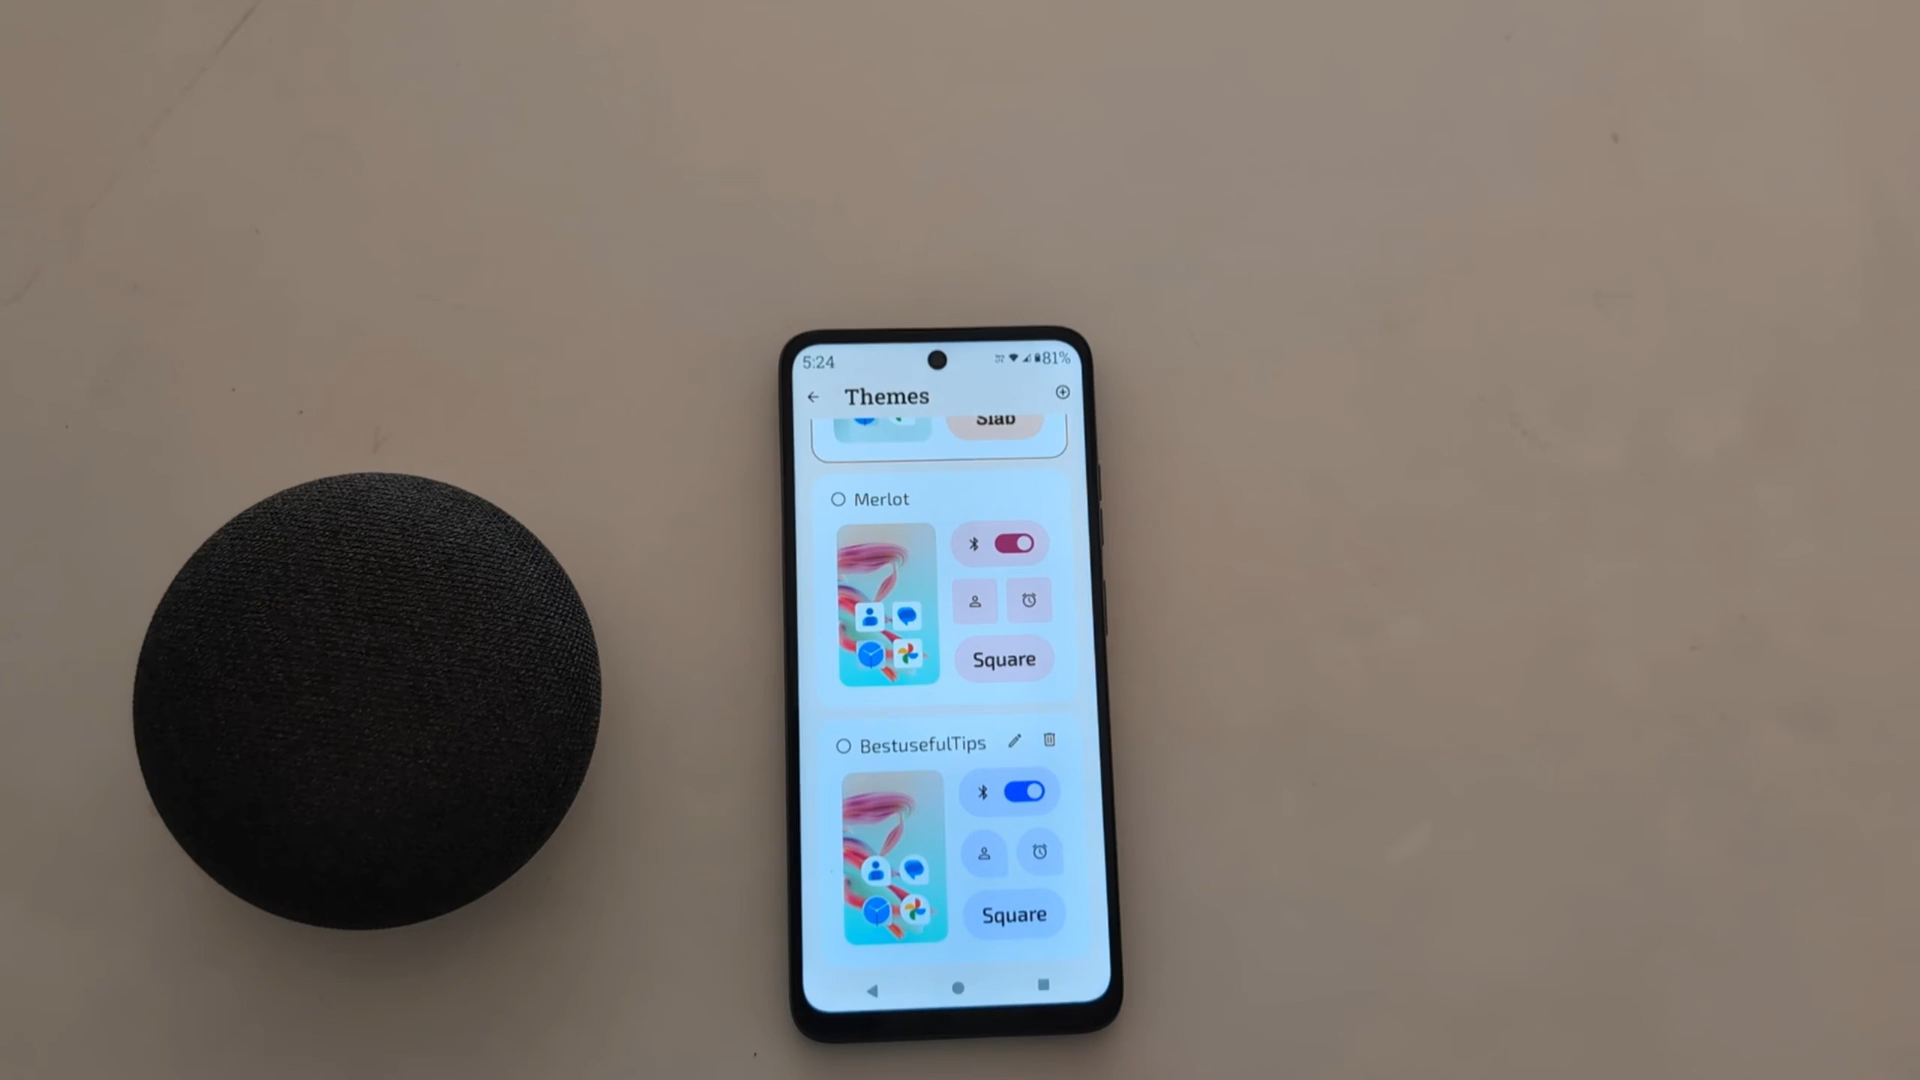 5:24
81%
Themes
Slab
Merlot
Square
BestusefulTips
Square